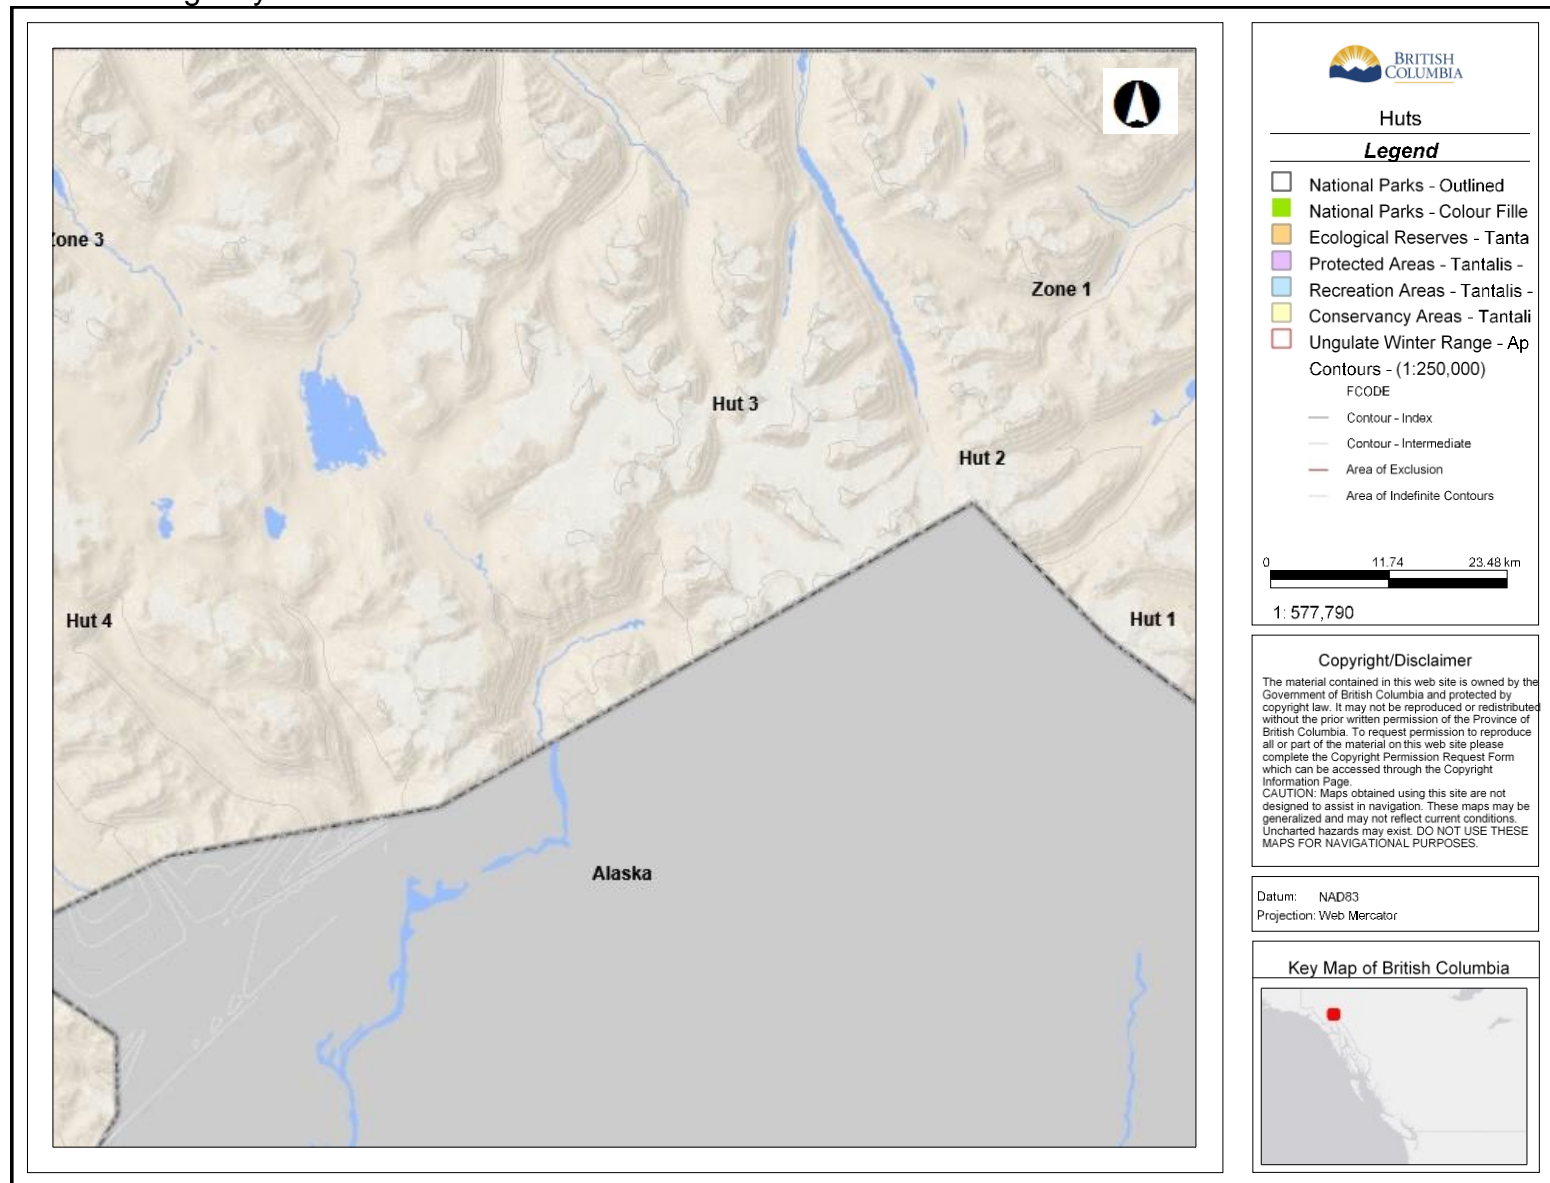 Zone 3
Zone 1
Hut 3
Hut 2
Hut 4
Hut 1
Alaska
BRITISH
COLUMBIA
Huts
Legend
National Parks - Outlined
National Parks - Colour Fille
Ecological Reserves - Tanta
Protected Areas - Tantalis -
Recreation Areas - Tantalis -
Conservancy Areas - Tantali
Ungulate Winter Range - Ap
Contours - (1:250,000)
FCODE
Contour - Index
Contour - Intermediate
Area of Exclusion
Area of Indefinite Contours
0 11.74 23.48 km
1: 577,790
Copyright/Disclaimer
The material contained in this web site is owned by the
Government of British Columbia and protected by
copyright law. It may not be reproduced or redistributed
without the prior written permission of the Province of
British Columbia. To request permission to reproduce
all or part of the material on this web site please
complete the Copyright Permission Request Form
which can be accessed through the Copyright
Information Page.
CAUTION: Maps obtained using this site are not
designed to assist in navigation. These maps may be
generalized and may not reflect current conditions.
Uncharted hazards may exist. DO NOT USE THESE
MAPS FOR NAVIGATIONAL PURPOSES.
Datum: NAD83
Projection: Web Mercator
Key Map of British Columbia